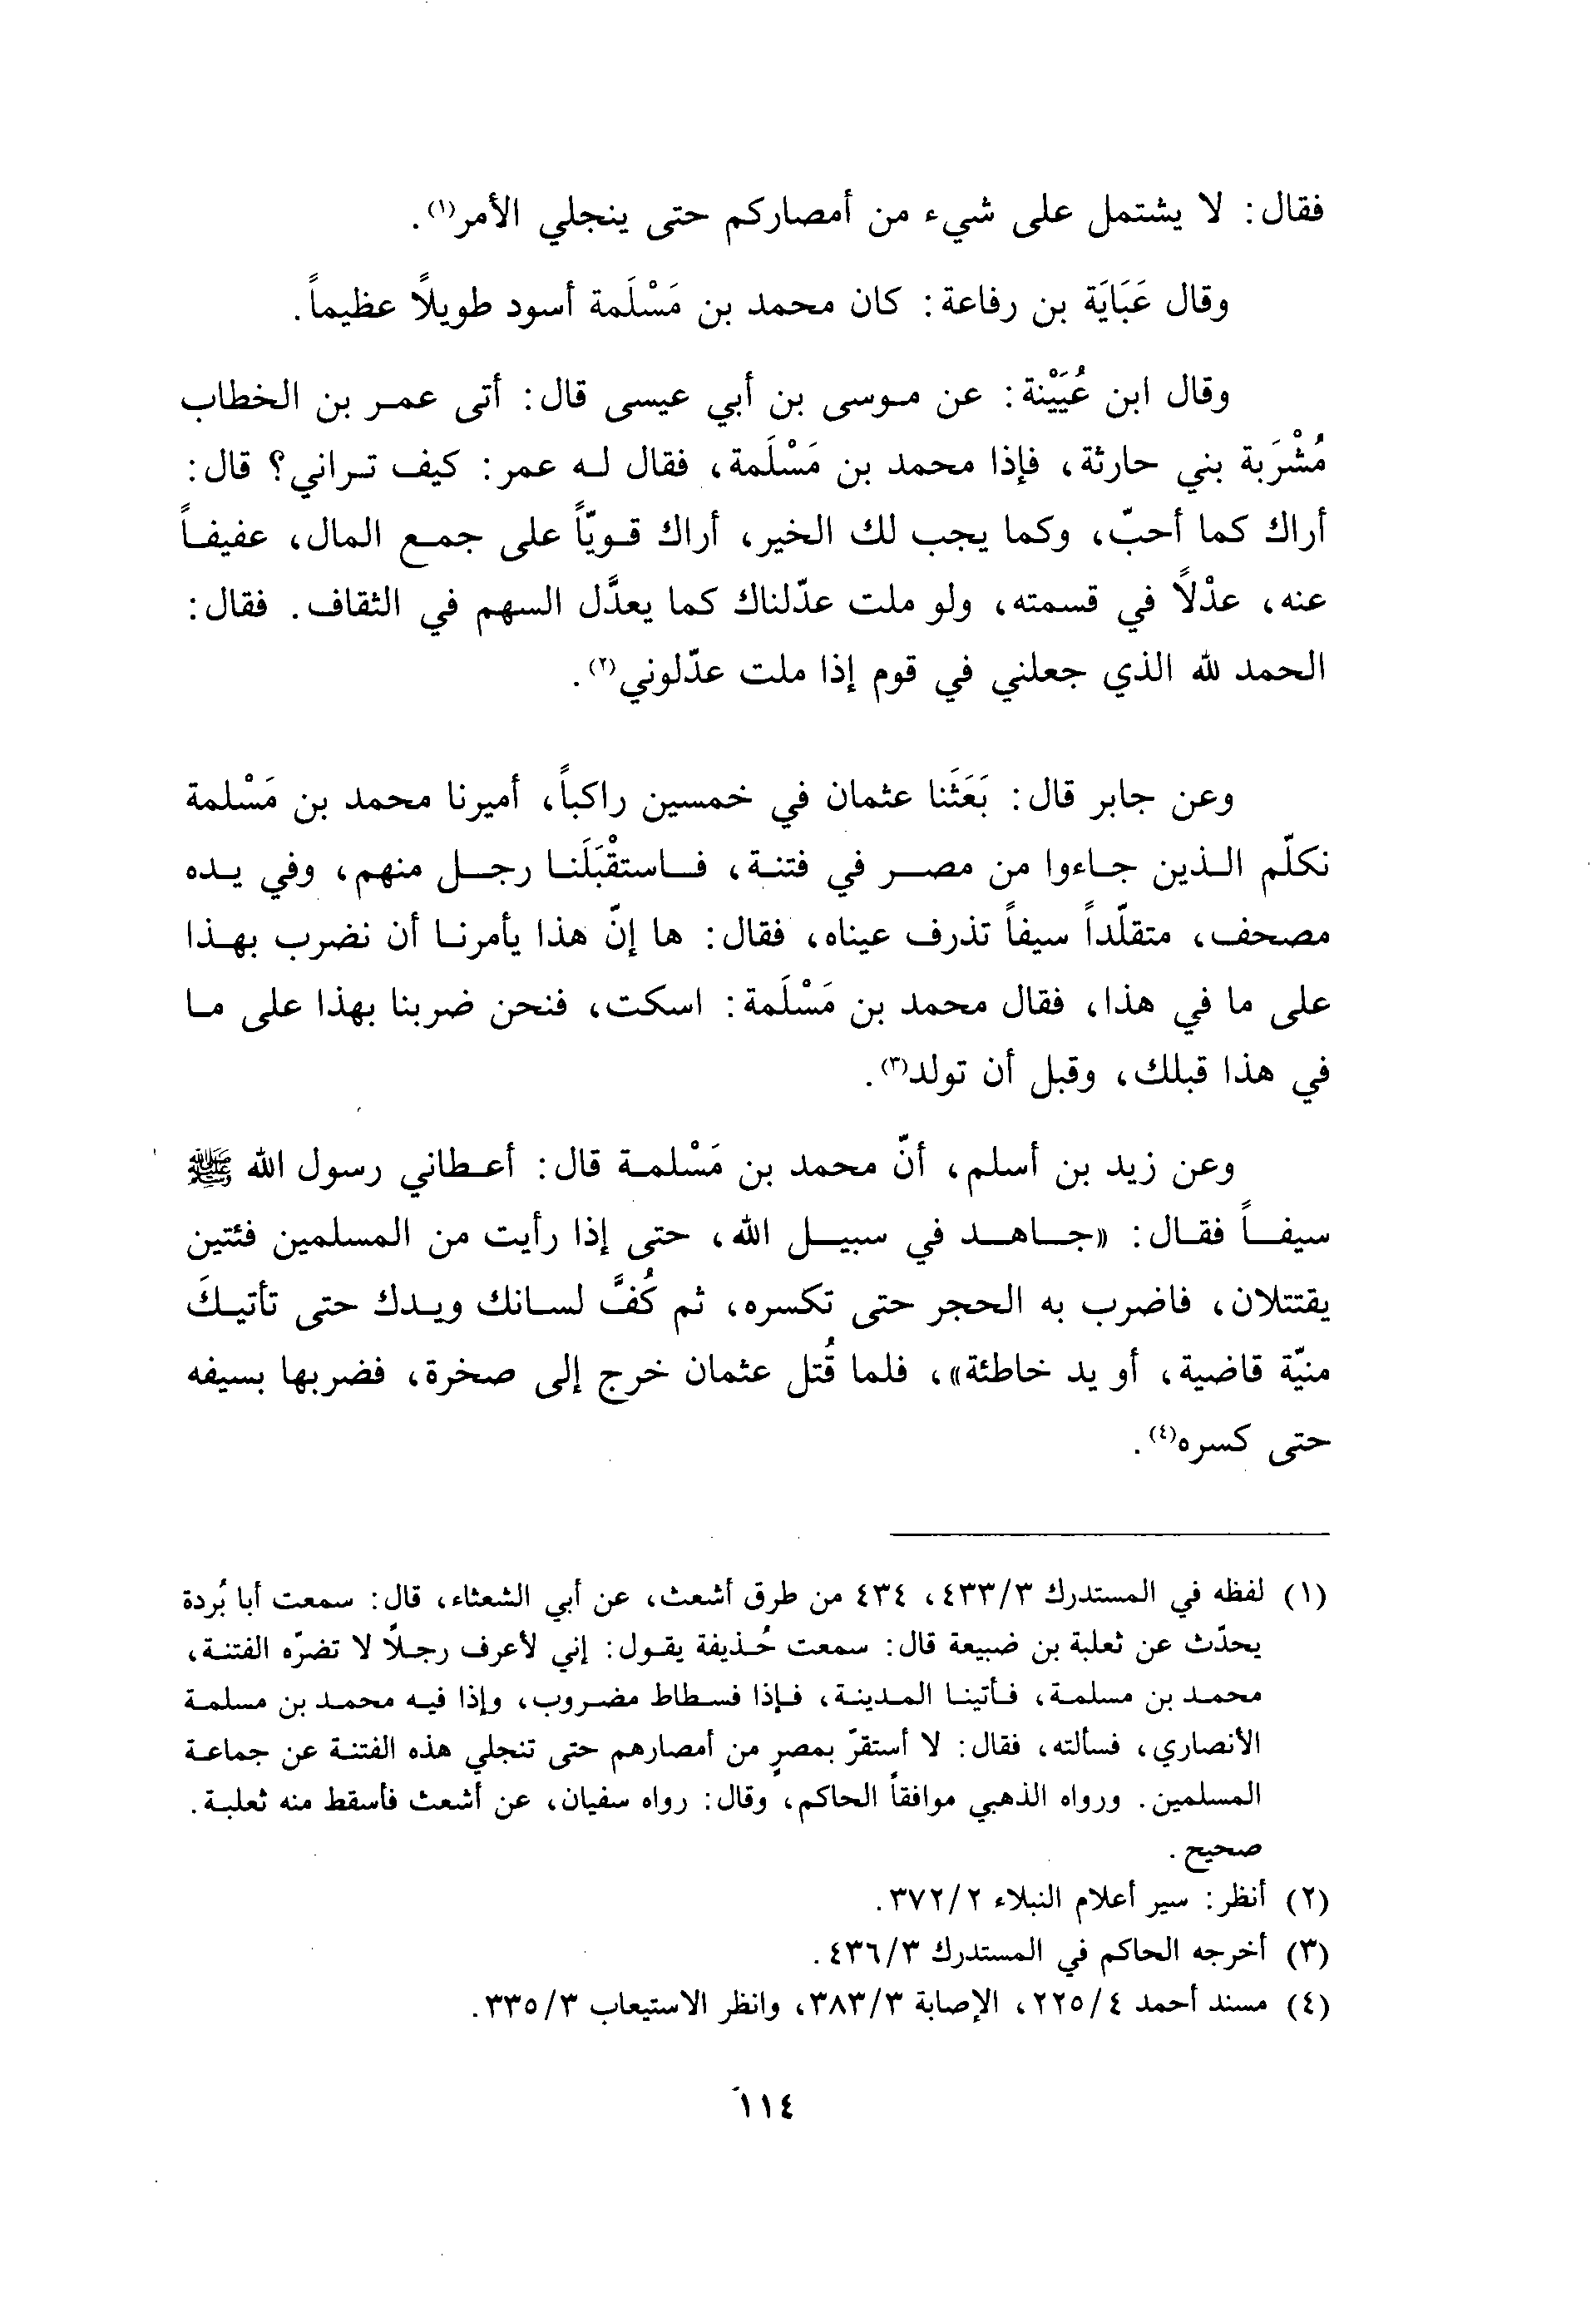 فقال: لا يشتمل على شيء من أمصاركم حتى ينجلي الأمر(١).
وقال عَبَايَة بن رفاعة: كان محمد بن مَسْلَمة أسود طويلاً عظيماً.
وقال ابن عُيَيْنة: عن موسى بن أبي عيسى قال: أتى عمر بن الخطاب
مُشْرَبة بني حارثة، فإذا محمد بن مَسْلَمة، فقال له عمر: كيف تراني؟ قال:
أراك كما أحبّ، وكما يجب لك الخير، أراك قويّاً على جمع المال، عفيفاً
عنه، عدْلاً في قسمته، ولو ملت عدّلناك كما يعدَّل السهم في الثقاف. فقال:
الحمد لله الذي جعلني في قوم إذا ملت عدّلوني(٢).
وعن جابر قال: بَعَثَنا عثمان في خمسين راكباً، أميرنا محمد بن مَسْلمة
نكلّم الذين جاءوا من مصر في فتنة، فاستقْبَلَنا رجل منهم، وفي يده
مصحف، متقلّداً سيفاً تذرف عيناه، فقال: ها إنّ هذا يأمرنا أن نضرب بهذا
على ما في هذا، فقال محمد بن مَسْلَمة: اسكت، فنحن ضربنا بهذا على ما
في هذا قبلك، وقبل أن تولد(٣).
وعن زيد بن أسلم، أنّ محمد بن مَسْلمة قال: أعطاني رسول الله ﷺ
سيفاً فقال: «جاهد في سبيل الله، حتى إذا رأيت من المسلمين فئتين
يقتتلان، فاضرب به الحجر حتى تكسره، ثم كُفَّ لسانك ويدك حتى تأتيكَ
منيّة قاضية، أو يد خاطئة»، فلما قُتل عثمان خرج إلى صخرة، فضربها بسيفه
حتى كسره(٤).
(١) لفظه في المستدرك ٤٣٣/٣، ٤٣٤ من طرق أشعث، عن أبي الشعثاء، قال: سمعت أبا بُردة
يحدّث عن ثعلبة بن ضبيعة قال: سمعت حُذيفة يقول: إني لأعرف رجلاً لا تضرّه الفتنة،
محمد بن مسلمة، فأتينا المدينة، فإذا فسطاط مضروب، وإذا فيه محمد بن مسلمة
الأنصاري، فسألته، فقال: لا أستقرّ بمصرٍ من أمصارهم حتى تنجلي هذه الفتنة عن جماعة
المسلمين. ورواه الذهبي موافقاً الحاكم، وقال: رواه سفيان، عن أشعث فأسقط منه ثعلبة.
صحيح.
(٢) أنظر: سير أعلام النبلاء ٣٧٢/٢.
(٣) أخرجه الحاكم في المستدرك ٤٣٦/٣.
(٤) مسند أحمد ٢٢٥/٤، الإصابة ٣٨٣/٣، وانظر الاستيعاب ٣٣٥/٣.
١١٤